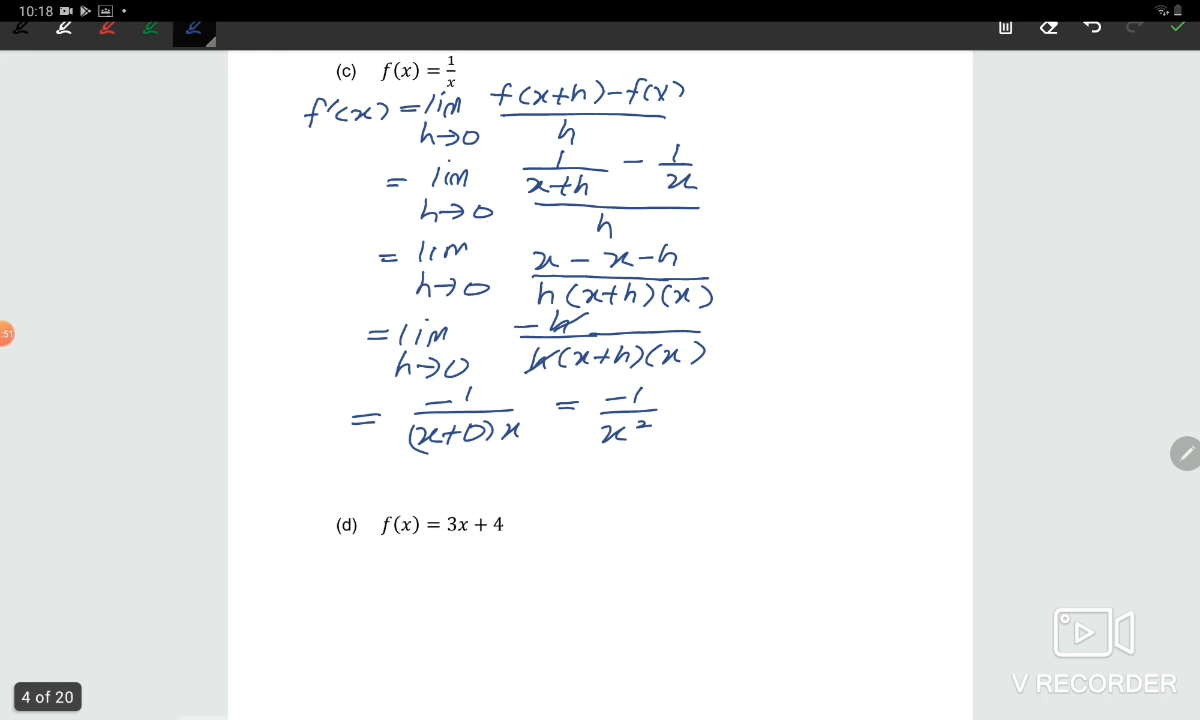 10:18
(c) f(x) = 1/x
f'(x) = lim h→0 (f(x+h)-f(x))/h
= lim h→0 (1/(x+h) - 1/x)/h
= lim h→0 (x - x-h)/(h(x+h)(x))
= lim h→0 -h/(h(x+h)(x))
= -1/((x+0)x) = -1/x²
(d) f(x) = 3x + 4
:51
4 of 20
V RECORDER